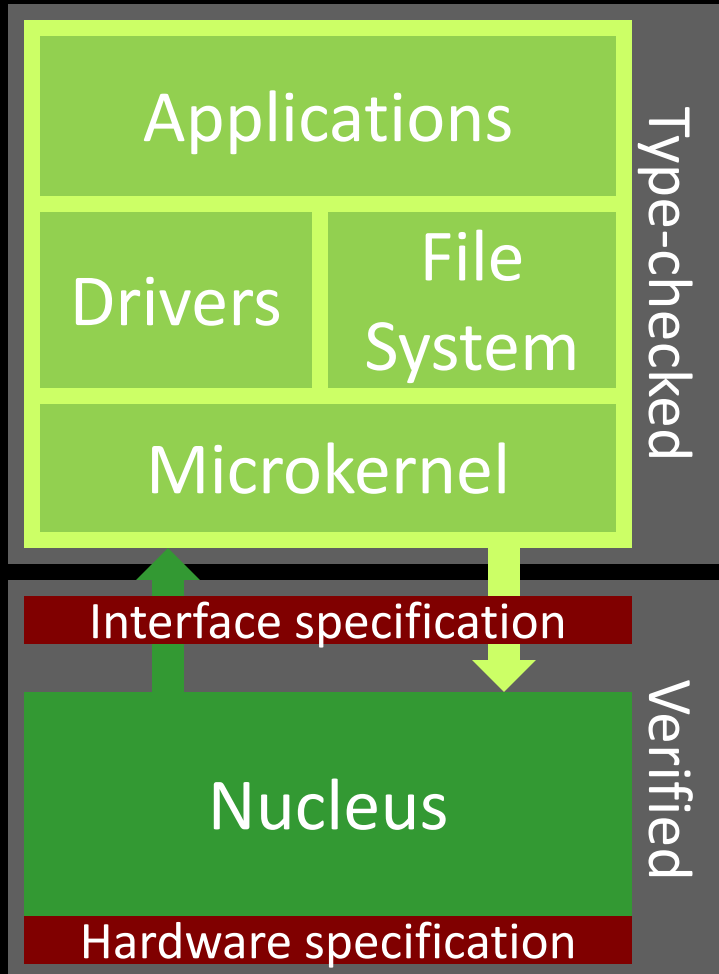 Applications
Type-checked
Drivers
File
System
Microkernel
Interface specification
Verified
Nucleus
Hardware specification